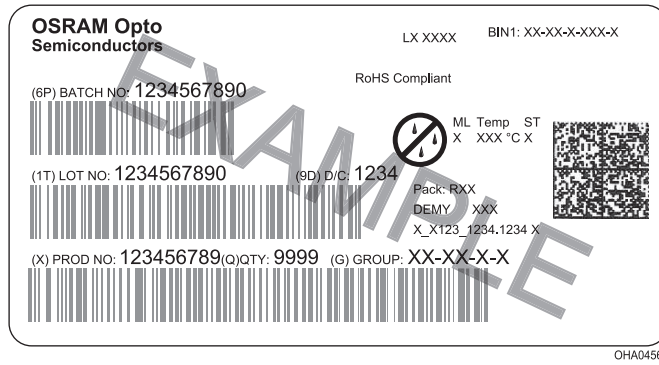 OSRAM Opto
Semiconductors
LX XXXX
BIN1: XX-XX-X-XXX-X
RoHS Compliant
(6P) BATCH NO: 1234567890
ML Temp ST
X XXX °C X
(1T) LOT NO: 1234567890 (9D) D/C: 1234
Pack: RXX
DEMY XXX
X_X123_1234.1234 X
(X) PROD NO: 123456789(Q)QTY: 9999 (G) GROUP: XX-XX-X-X
EXAMPLE
OHA0456